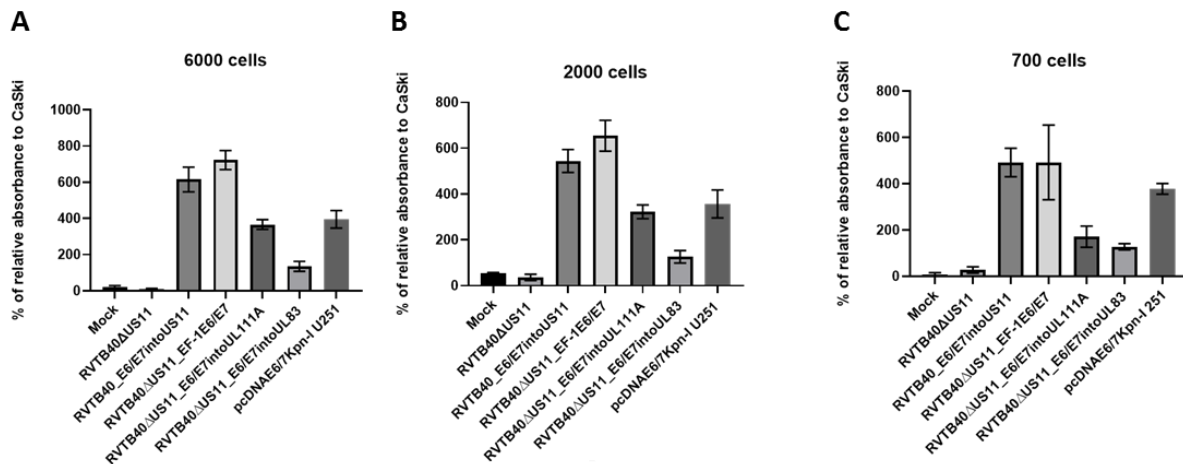 A
6000 cells
% of relative absorbance to CaSki
1000
800
600
400
200
0
Mock
RVTB40ΔUS11
RVTB40_E6/E7intoUS11
RVTB40ΔUS11_EF-1E6/E7
RVTB40ΔUS11_E6/E7intoUL111A
RVTB40ΔUS11_E6/E7intoUL83
pcDNAE6/7Kpn-I U251
B
2000 cells
% of relative absorbance to CaSki
800
600
400
200
0
Mock
RVTB40ΔUS11
RVTB40_E6/E7intoUS11
RVTB40ΔUS11_EF-1E6/E7
RVTB40ΔUS11_E6/E7intoUL111A
RVTB40ΔUS11_E6/E7intoUL83
pcDNAE6/7Kpn-I U251
C
700 cells
% of relative absorbance to CaSki
800
600
400
200
0
Mock
RVTB40ΔUS11
RVTB40_E6/E7intoUS11
RVTB40ΔUS11_EF-1E6/E7
RVTB40ΔUS11_E6/E7intoUL111A
RVTB40ΔUS11_E6/E7intoUL83
pcDNAE6/7Kpn-I 251